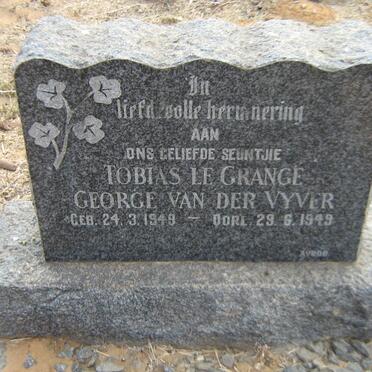 In
liefdevolle herinnering
AAN
ONS GELIEFDE SEUNTJIE
TOBIAS LE GRANGE
GEORGE VAN DER VYVER
GEB. 24. 3. 1949 — OORL. 29. 6. 1949